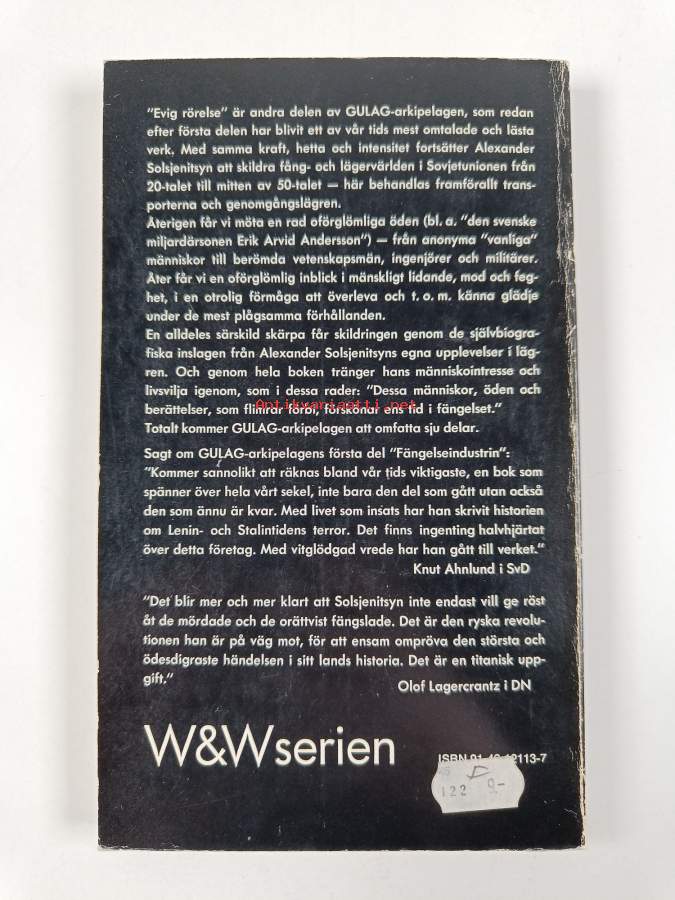 "Evig rörelse" är andra delen av GULAG-arkipelagen, som redan
efter första delen har blivit ett av vår tids mest omtalade och lästa
verk. Med samma kraft, hetta och intensitet fortsätter Alexander
Solsjenitsyn att skildra fång- och lägervärlden i Sovjetunionen från
20-talet till mitten av 50-talet — här behandlas framförallt trans-
porterna och genomgångslägren.
Återigen får vi möta en rad oförglömliga öden (bl. a. "den svenske
miljardärsonen Erik Arvid Andersson") — från anonyma "vanliga"
människor till berömda vetenskapsmän, ingenjörer och militärer.
Åter får vi en oförglömlig inblick i mänskligt lidande, mod och feg-
het, i en otrolig förmåga att överleva och t. o. m. känna glädje
under de mest plågsamma förhållanden.
En alldeles särskild skärpa får skildringen genom de självbiogra-
fiska inslagen från Alexander Solsjenitsyns egna upplevelser i läg-
ren. Och genom hela boken tränger hans människointresse och
livsvilja igenom, som i dessa rader: "Dessa människor, öden och
berättelser, som flimrar förbi, förskönar ens tid i fängelset."
Antikvariaatti.net
Totalt kommer GULAG-arkipelagen att omfatta sju delar.
Sagt om GULAG-arkipelagens första del "Fängelseindustrin":
"Kommer sannolikt att räknas bland vår tids viktigaste, en bok som
spänner över hela vårt sekel, inte bara den del som gått utan också
den som ännu är kvar. Med livet som insats har han skrivit historien
om Lenin- och Stalintidens terror. Det finns ingenting halvhjärtat
över detta företag. Med vitglödgad vrede har han gått till verket."
Knut Ahnlund i SvD
"Det blir mer och mer klart att Solsjenitsyn inte endast vill ge röst
åt de mördade och de orättvist fängslade. Det är den ryska revolu-
tionen han är på väg mot, för att ensam ompröva den största och
ödesdigraste händelsen i sitt lands historia. Det är en titanisk upp-
gift."
Olof Lagercrantz i DN
W&Wserien
ISBN 91-46-12113-7
122 9-